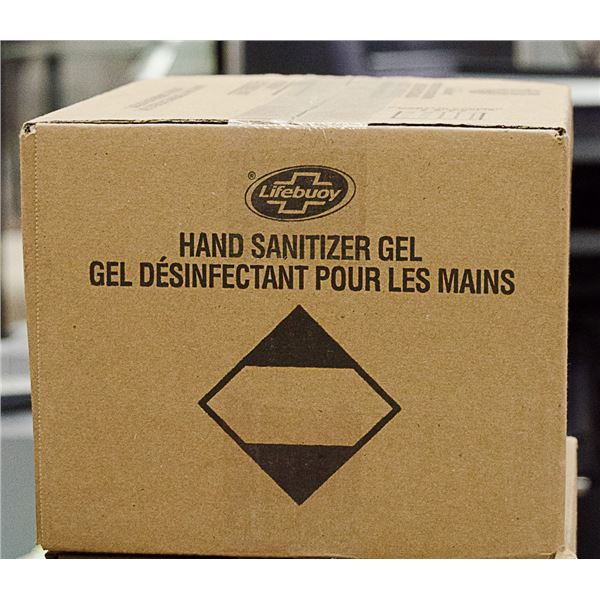 ® Lifebuoy
HAND SANITIZER GEL
GEL DÉSINFECTANT POUR LES MAINS